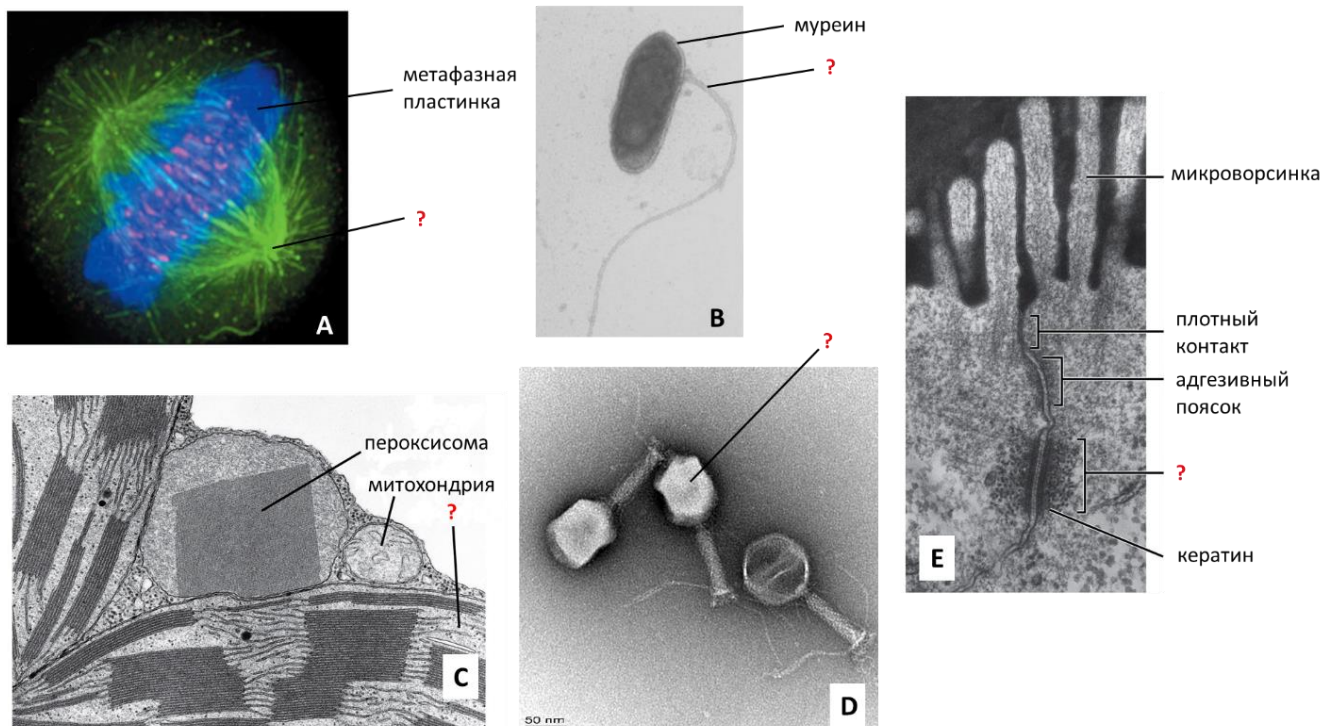 метафазная
пластинка
?
A
муреин
?
B
микроворсинка
плотный
контакт
адгезивный
поясок
?
кератин
E
пероксисома
митохондрия
?
C
?
D
50 nm